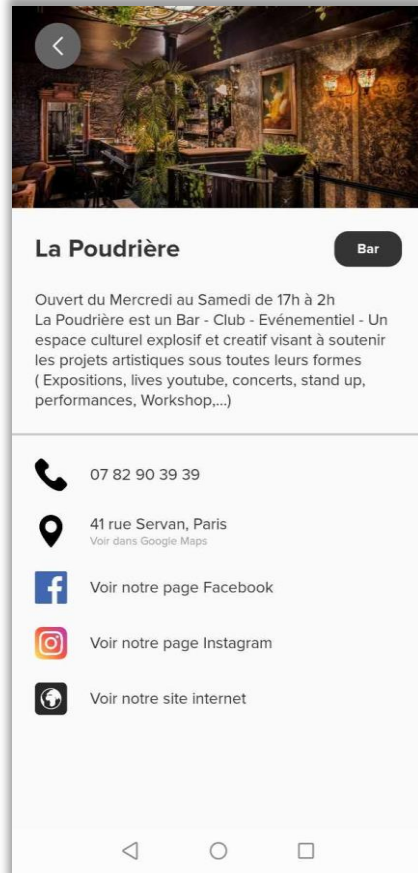 La Poudrière
Bar
Ouvert du Mercredi au Samedi de 17h à 2h
La Poudrière est un Bar - Club - Evénementiel - Un
espace culturel explosif et creatif visant à soutenir
les projets artistiques sous toutes leurs formes
( Expositions, lives youtube, concerts, stand up,
performances, Workshop,...)
07 82 90 39 39
41 rue Servan, Paris
Voir dans Google Maps
Voir notre page Facebook
Voir notre page Instagram
Voir notre site internet